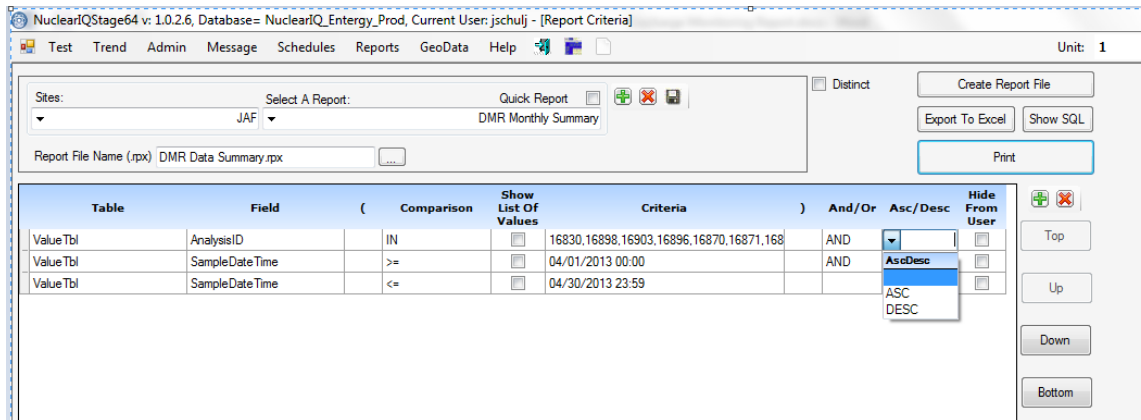 NuclearIQStage64 v: 1.0.2.6, Database= NuclearIQ_Entergy_Prod, Current User: jschulj - [Report Criteria]
Test Trend Admin Message Schedules Reports GeoData Help Unit: 1
Distinct Create Report File
Sites: Select A Report: Quick Report
JAF DMR Monthly Summary Export To Excel Show SQL
Report File Name (.rpx) DMR Data Summary.rpx ... Print
Table Field ( Comparison Show List Of Values Criteria ) And/Or Asc/Desc Hide From User
ValueTbl AnalysisID IN 16830,16898,16903,16896,16870,16871,168 AND Top
ValueTbl SampleDateTime >= 04/01/2013 00:00 AND AscDesc
ValueTbl SampleDateTime <= 04/30/2013 23:59
ASC Up
DESC
Down
Bottom